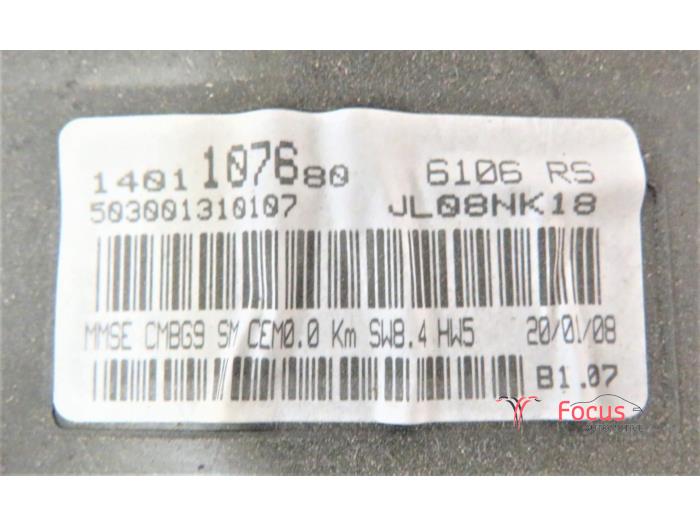 1401107680 6106 RS
503001310107 JL08NK18
MMSE CMBG9 SM CEM0.0 Km SW8.4 HW5 20/01/08
B1.07
Focus
AUTOMOTIVE